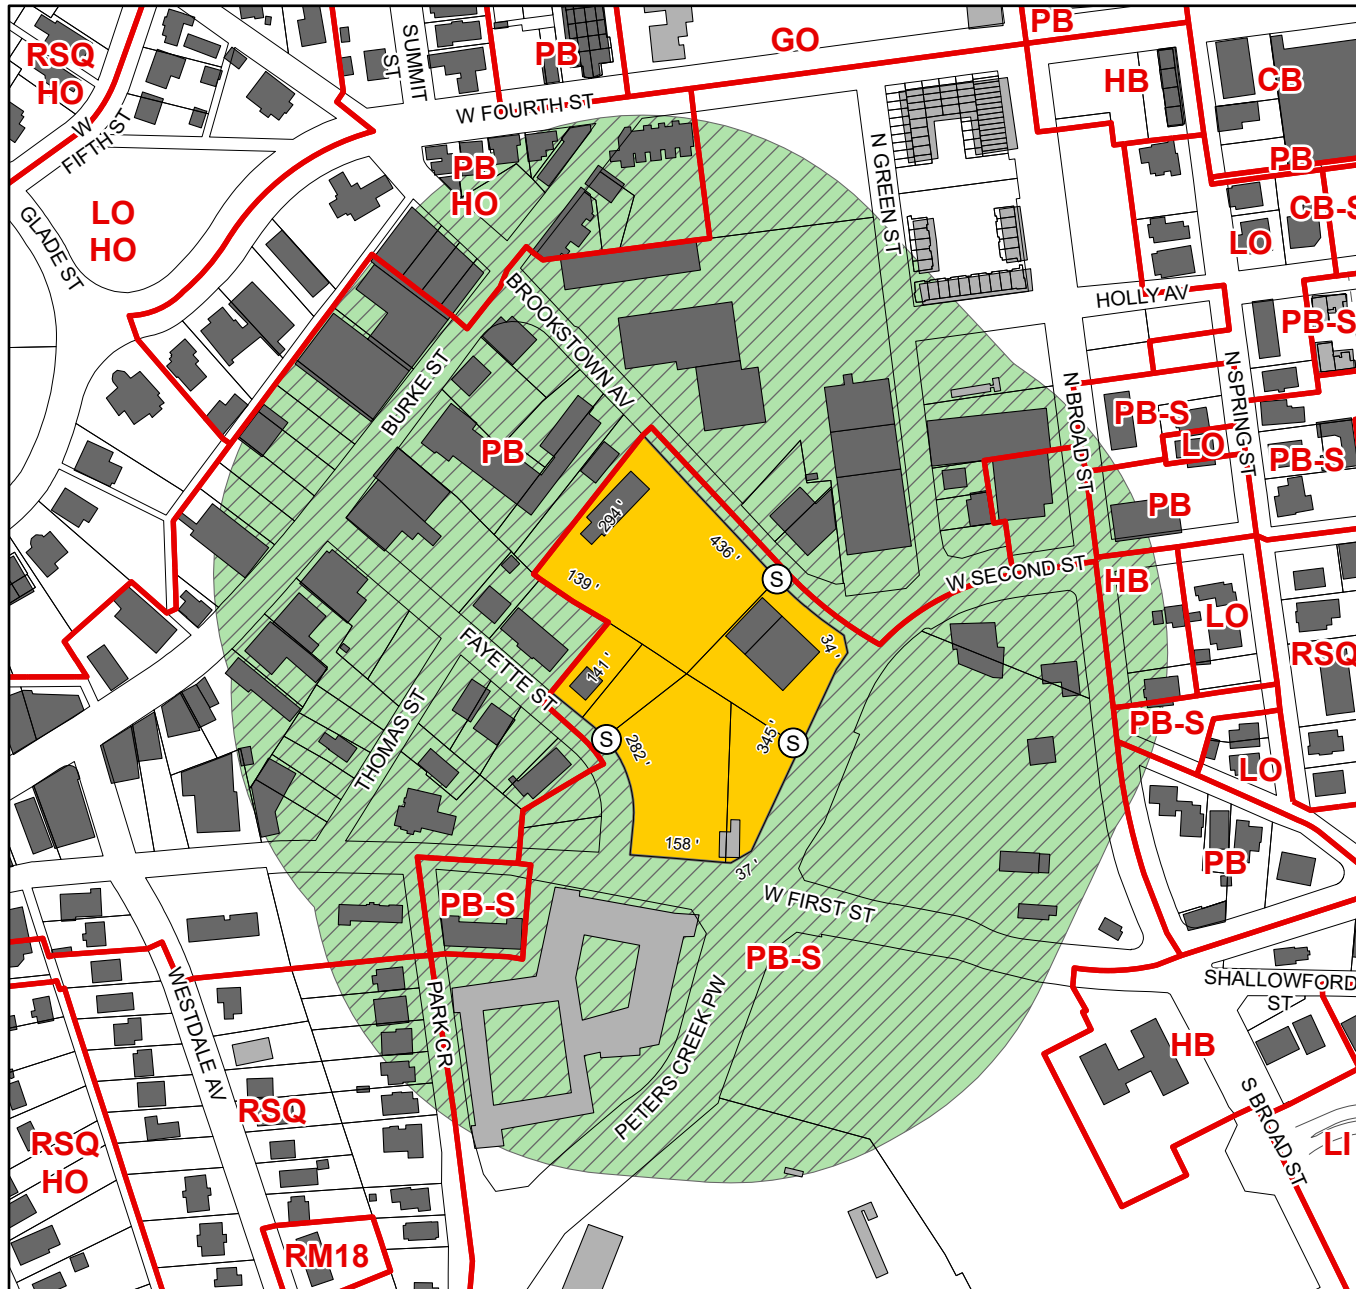 RSQ
HO
SUMMIT
ST
PB
GO
PB
HB
CB
W FOURTH ST
W
FIFTH ST
N GREEN ST
PB
PB
HO
LO
HO
GLADE ST
CB-S
LO
HOLLY AV
PB-S
BROOKSTOWN AV
BURKE ST
N BROAD ST
N SPRING ST
PB-S
LO
PB-S
PB
PB
294 '
436 '
139 '
S
W SECOND ST
HB
LO
RSQ
34 '
FAYETTE ST
141 '
THOMAS ST
S
282 '
345 '
S
PB-S
LO
158 '
37 '
PB
W FIRST ST
PB-S
PB-S
WESTDALE AV
PARK CR
PETERS CREEK PW
SHALLOWFORD
ST
HB
S BROAD ST
LI
RSQ
RSQ
HO
RM18